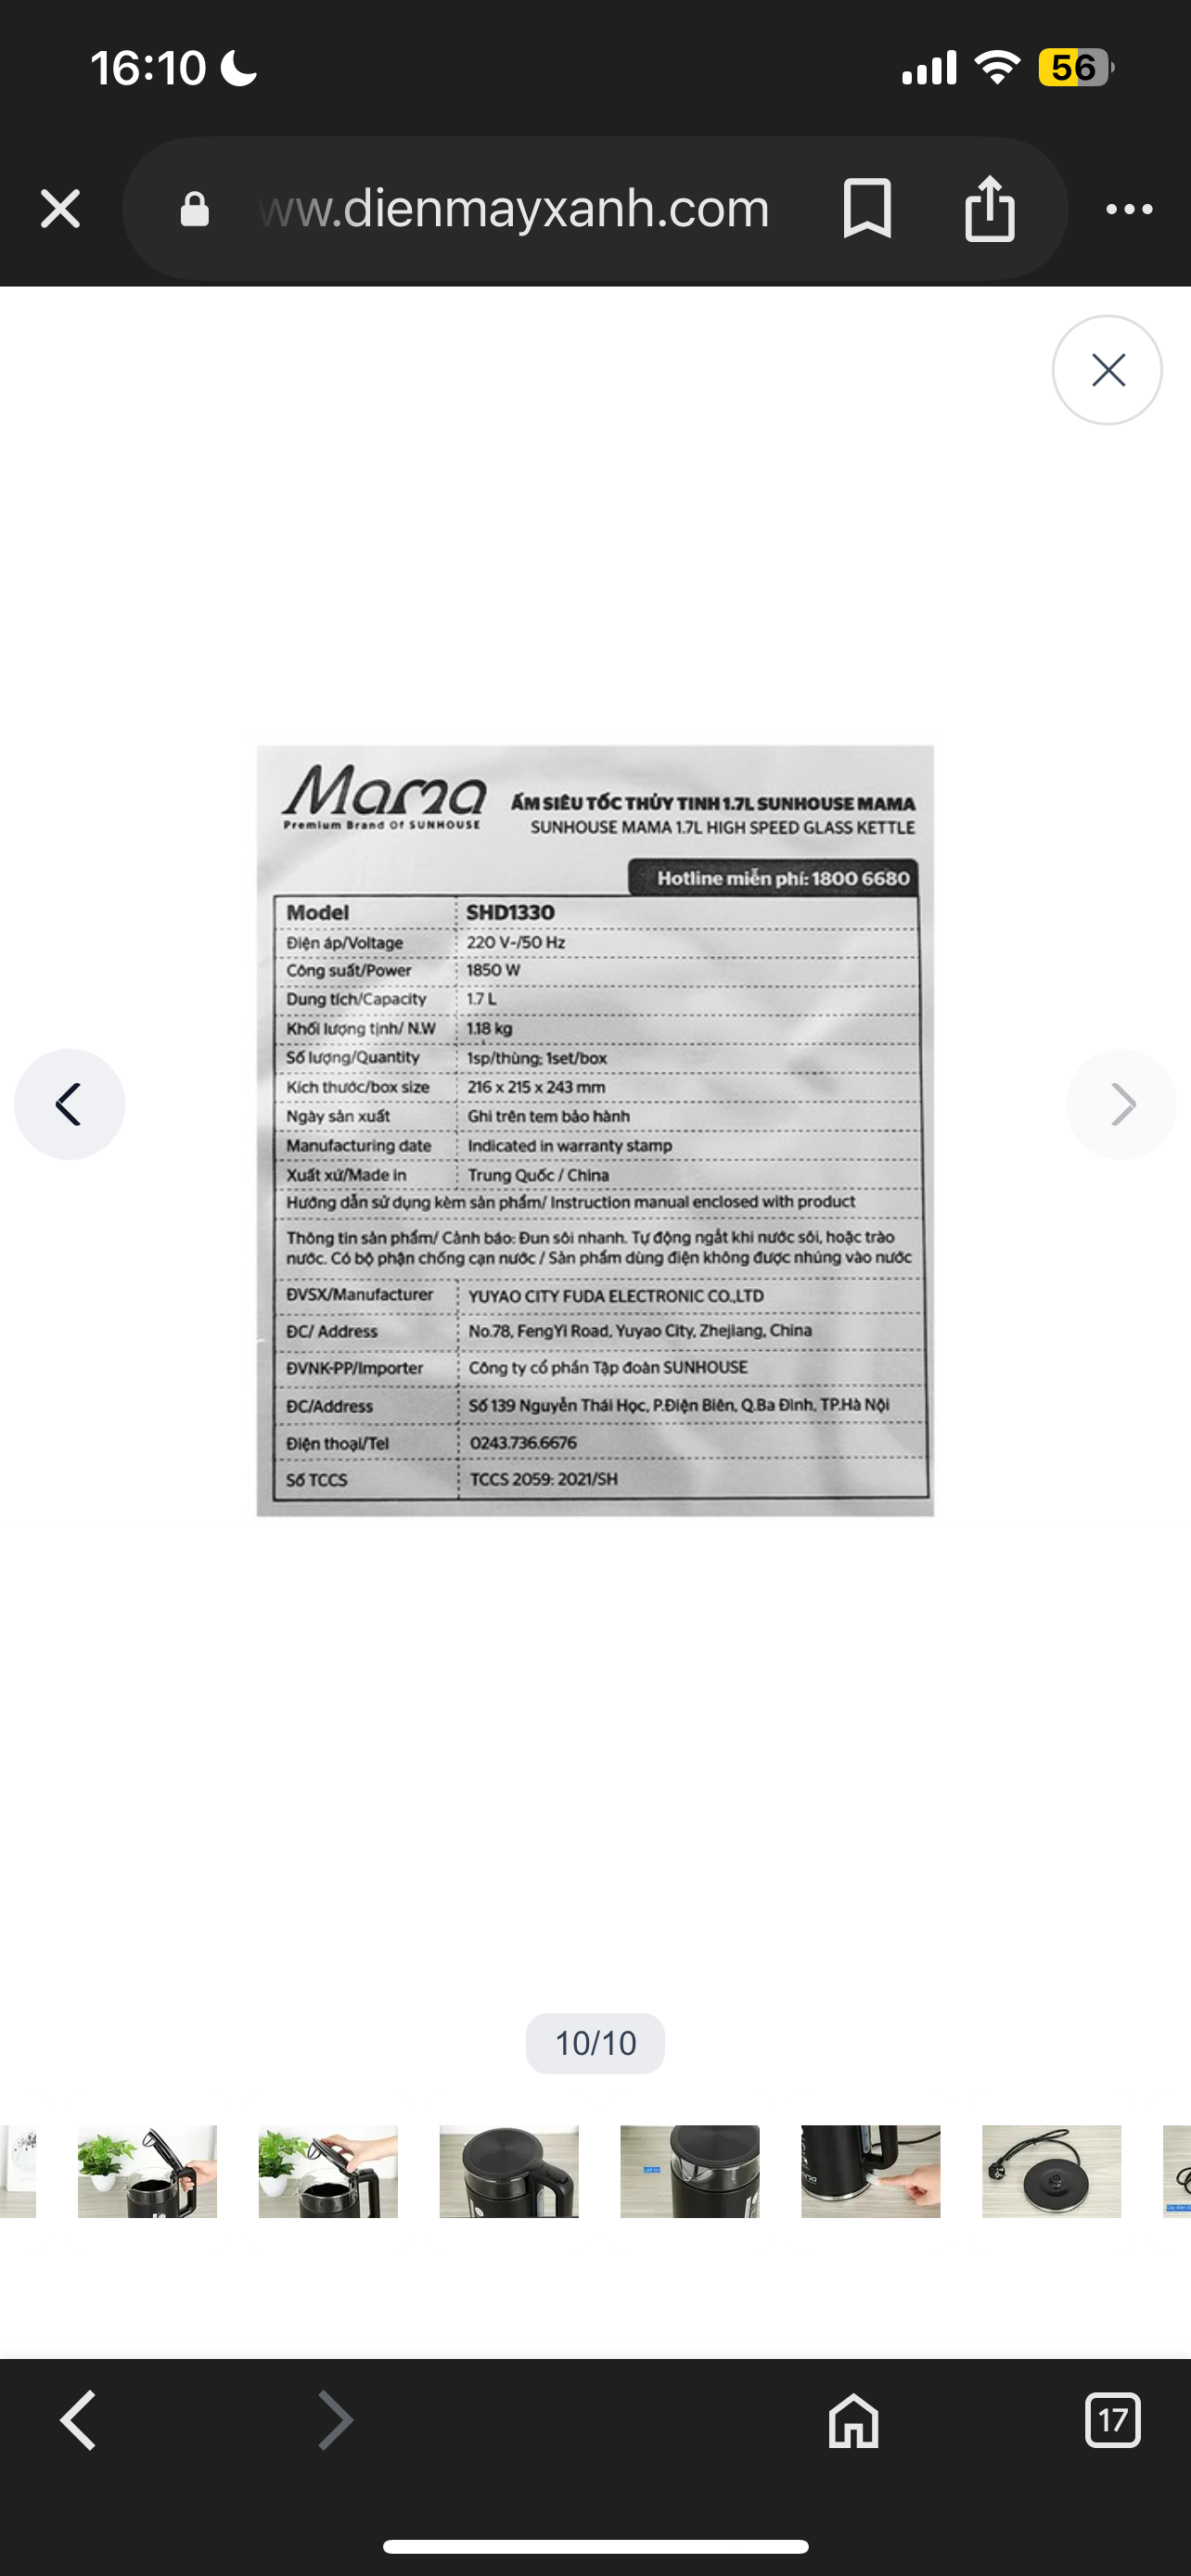 16:10
56
ww.dienmayxanh.com
Mama
Premium Brand Of SUNHOUSE
ẤM SIÊU TỐC THỦY TINH 1.7L SUNHOUSE MAMA
SUNHOUSE MAMA 1.7L HIGH SPEED GLASS KETTLE
Hotline miễn phí: 1800 6680
Model SHD1330
Điện áp/Voltage 220 V~/50 Hz
Công suất/Power 1850 W
Dung tích/Capacity 1.7 L
Khối lượng tịnh/ N.W 1.18 kg
Số lượng/Quantity 1sp/thùng; 1set/box
Kích thước/box size 216 x 215 x 243 mm
Ngày sản xuất Ghi trên tem bảo hành
Manufacturing date Indicated in warranty stamp
Xuất xứ/Made in Trung Quốc / China
Hướng dẫn sử dụng kèm sản phẩm/ Instruction manual enclosed with product
Thông tin sản phẩm/ Cảnh báo: Đun sôi nhanh. Tự động ngắt khi nước sôi, hoặc trào
nước. Có bộ phận chống cạn nước / Sản phẩm dùng điện không được nhúng vào nước
ĐVSX/Manufacturer YUYAO CITY FUDA ELECTRONIC CO.,LTD
ĐC/ Address No.78, FengYi Road, Yuyao City, Zhejiang, China
ĐVNK-PP/Importer Công ty cổ phần Tập đoàn SUNHOUSE
ĐC/Address Số 139 Nguyễn Thái Học, P.Điện Biên, Q.Ba Đình, TP.Hà Nội
Điện thoại/Tel 0243.736.6676
Số TCCS TCCS 2059: 2021/SH
10/10
17